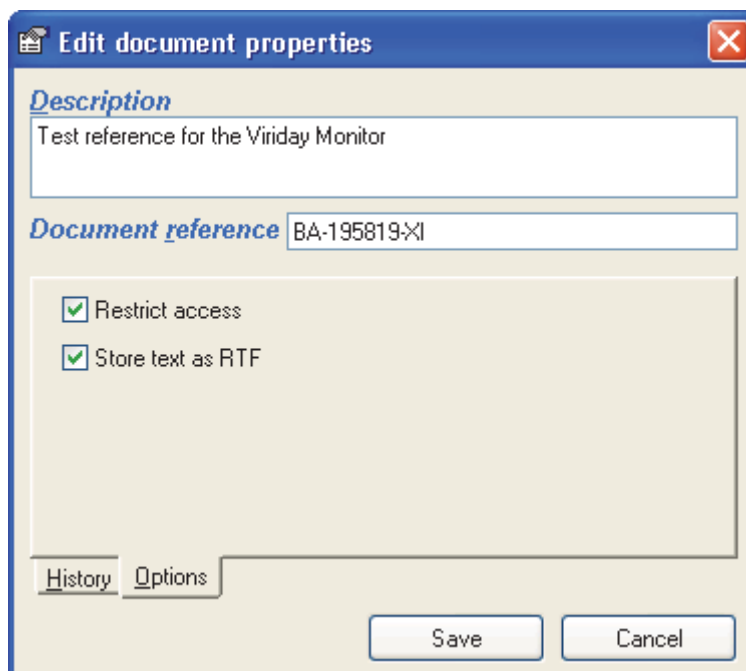 Edit document properties
Description
Test reference for the Viriday Monitor
Document reference BA-195819-XI
Restrict access
Store text as RTF
History Options
Save Cancel